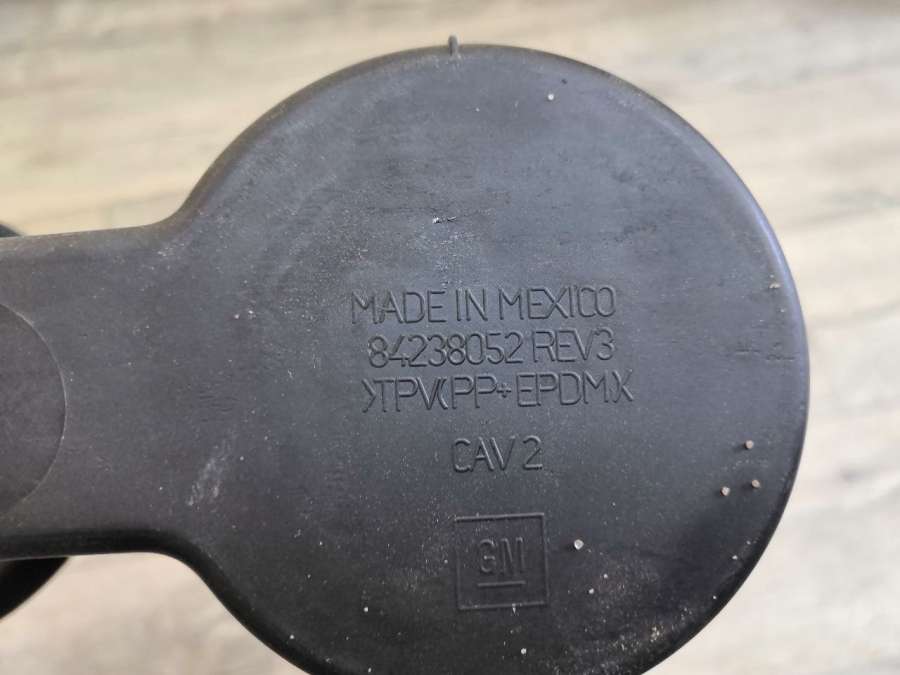 MADE IN MEXICO
84238052 REV3
>TPV(PP+EPDM)<
CAV 2
GM